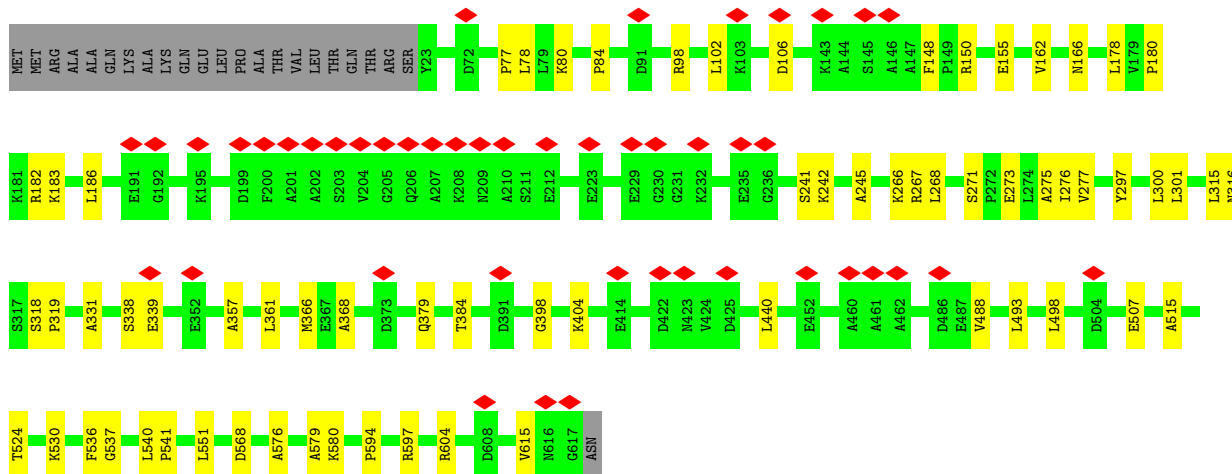 MET MET ARG ALA ALA GLN LYS ALA LYS GLN GLU LEU LEU PRO ALA THR VAL LEU THR GLN THR ARG SER Y23 D72 P77 L78 L79 K80 P84 D91 R98 L102 K103 D106 K143 A144 S145 A146 A147 F148 P149 R150 E155 V162 N166 L178 V179 P180
K181 R182 K183 L186 E191 G192 K195 D199 F200 A201 A202 S203 V204 G205 Q206 A207 K208 N209 A210 S211 E212 E223 E229 G230 G231 K232 E235 G236 S241 K242 A245 K266 R267 L268 S271 P272 E273 L274 A275 I276 V277 Y297 L300 L301 L315 N316
S317 S318 P319 A331 S338 E339 E352 A357 L361 M366 E367 A368 D373 Q379 T384 D391 G398 K404 E414 D422 N423 V424 D425 L440 E452 A460 A461 A462 D486 E487 V488 L493 L498 D504 E507 A515
T524 K530 F536 G537 L540 P541 L551 D568 A576 A579 K580 P594 R597 R604 D608 V615 N616 G617 ASN